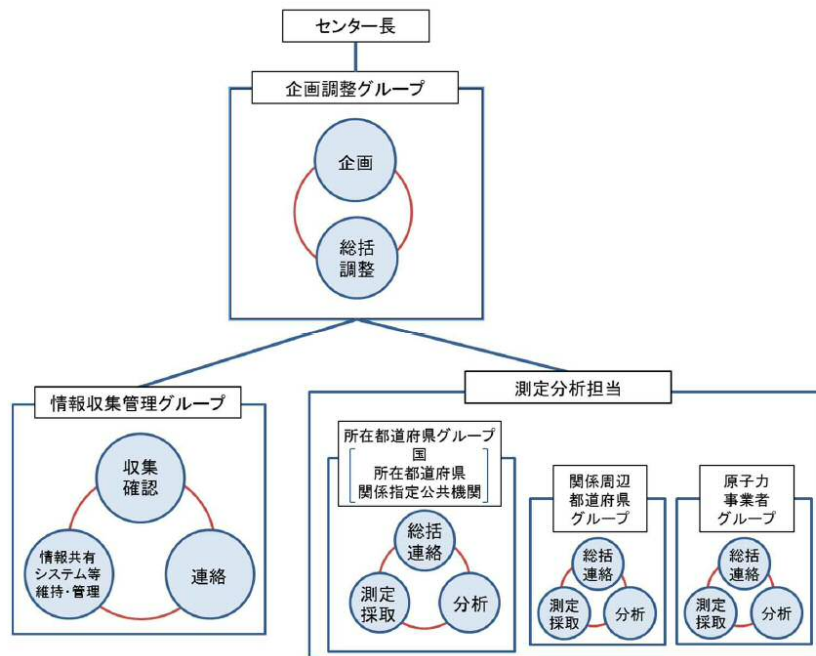 センター長
企画調整グループ
企画
総括
調整
情報収集管理グループ
収集
確認
情報共有
システム等
維持・管理
連絡
測定分析担当
所在都道府県グループ
国
所在都道府県
関係指定公共機関
総括
連絡
測定
採取
分析
関係周辺
都道府県
グループ
総括
連絡
測定
採取
分析
原子力
事業者
グループ
総括
連絡
測定
採取
分析